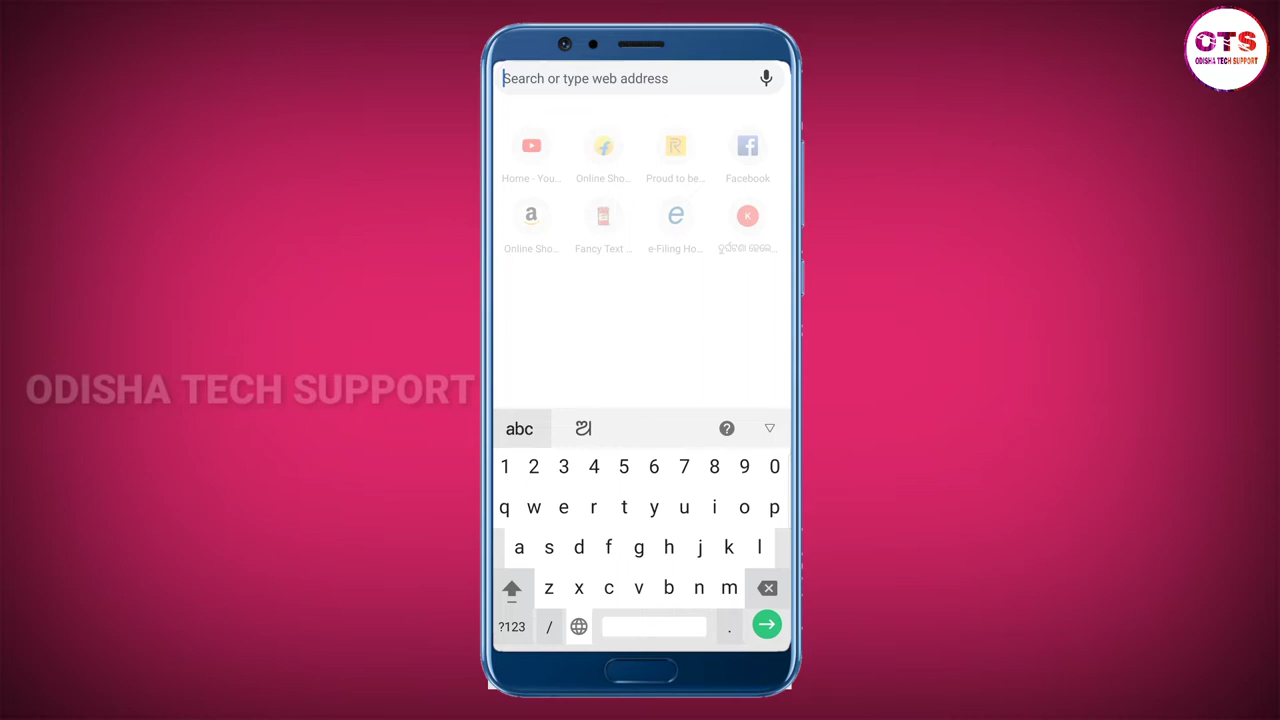 OTS
ODISHA TECH SUPPORT
Search or type web address
Home - You...
Online Sho...
Proud to be...
Facebook
Online Sho...
Fancy Text ...
e-Filing Ho...
K
ଦୁର୍ଘଟଣା ହେଲେ...
ODISHA TECH SUPPORT
abc ଅ
1 2 3 4 5 6 7 8 9 0
q w e r t y u i o p
a s d f g h j k l
z x c v b n m
?123 / .